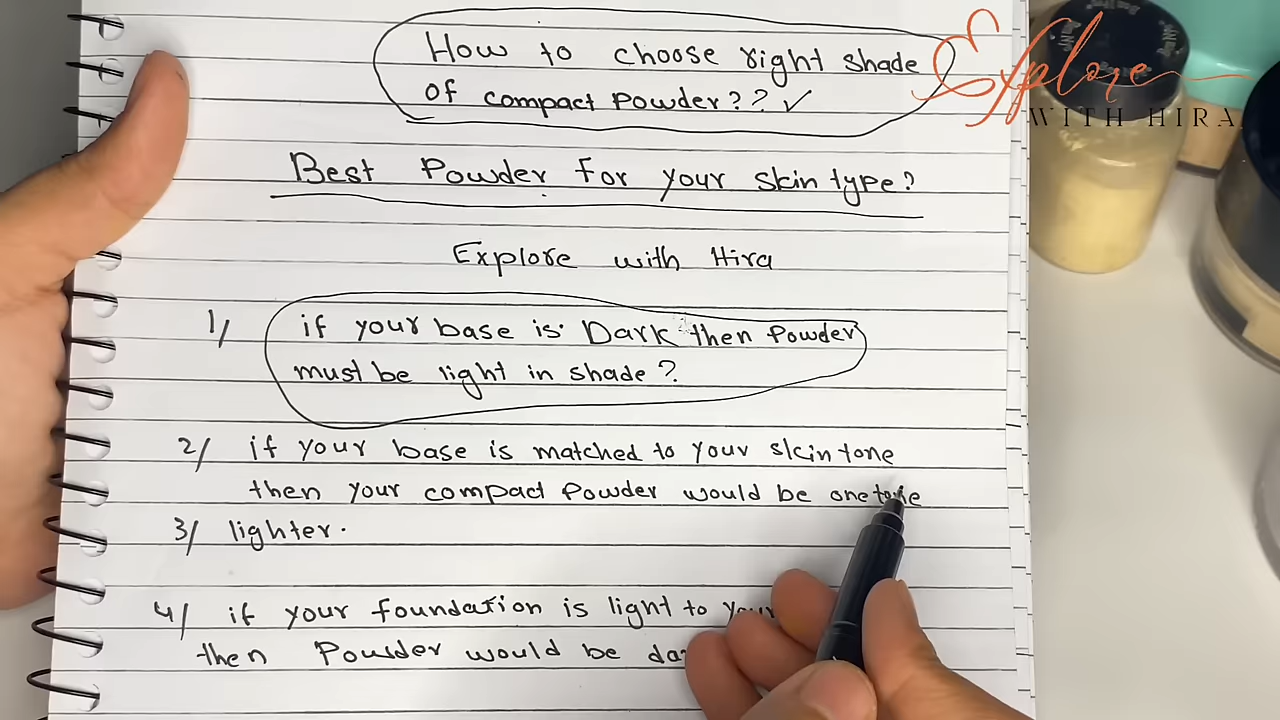 How to choose right shade
of compact Powder?? ✓
Explore
WITH HIRA
Best Powder for your skin type?
Explore with Hira
1/ if your base is Dark then Powder
must be light in shade?
2/ if your base is matched to your skin tone
then your compact Powder would be onetone
3/ lighter.
4/ if your foundation is light to your
then Powder would be